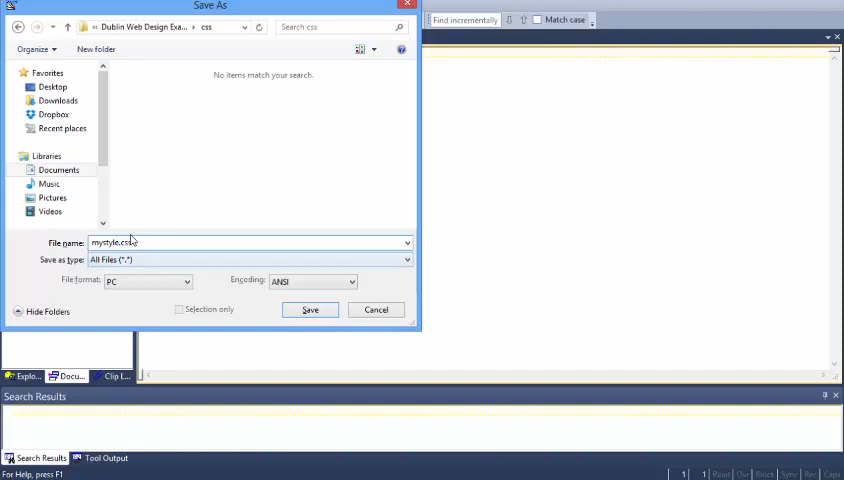 Save As
Find incrementally
Match case
« Dublin Web Design Exa... › css
Search css
Organize
New folder
Favorites
No items match your search.
Desktop
Downloads
Dropbox
Recent places
Libraries
Documents
Music
Pictures
Videos
File name: mystyle.css
Save as type: All Files (*.*)
File format: PC
Encoding: ANSI
Hide Folders
Selection only
Save
Cancel
Explo...
Docu...
Clip L...
Search Results
Search Results
Tool Output
For Help, press F1
1 1 Read Ovr Block Sync Rec Caps